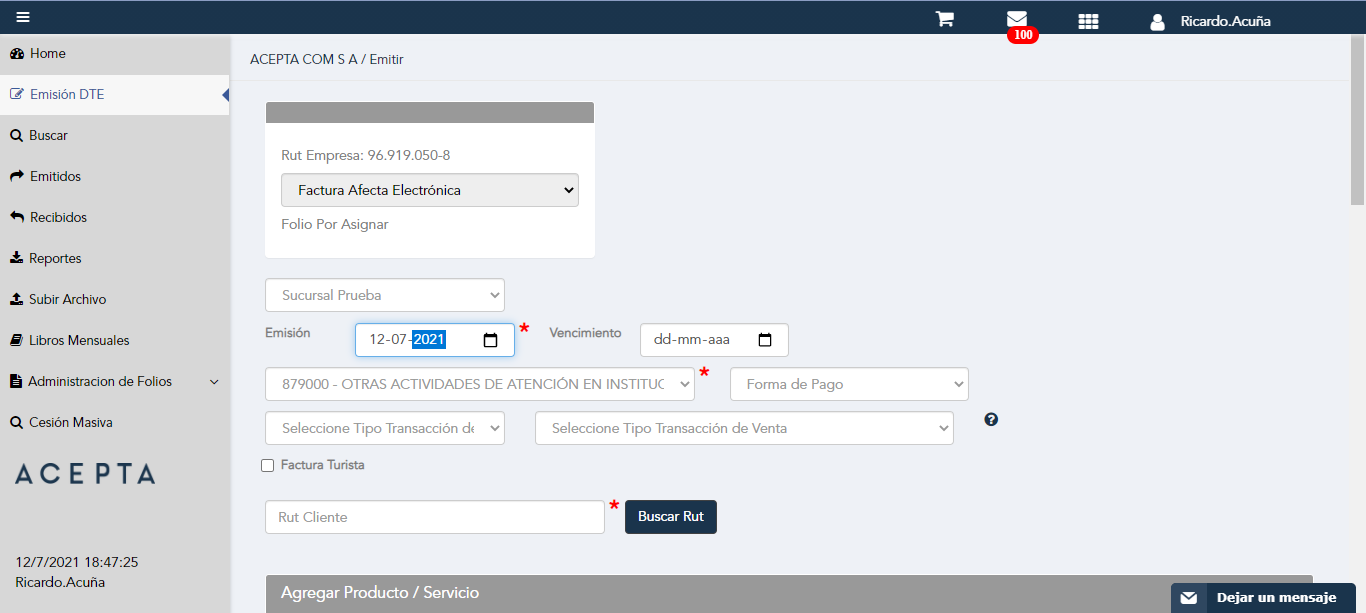 100
Ricardo.Acuña
Home
Emisión DTE
Buscar
Emitidos
Recibidos
Reportes
Subir Archivo
Libros Mensuales
Administracion de Folios
Cesión Masiva
ACEPTA
12/7/2021 18:47:25
Ricardo.Acuña
ACEPTA COM S A / Emitir
Rut Empresa: 96.919.050-8
Factura Afecta Electrónica
Folio Por Asignar
Sucursal Prueba
Emisión 12-07-2021 * Vencimiento dd-mm-aaa
879000 - OTRAS ACTIVIDADES DE ATENCIÓN EN INSTITUC * Forma de Pago
Seleccione Tipo Transacción de Seleccione Tipo Transacción de Venta
Factura Turista
Rut Cliente * Buscar Rut
Agregar Producto / Servicio
Dejar un mensaje